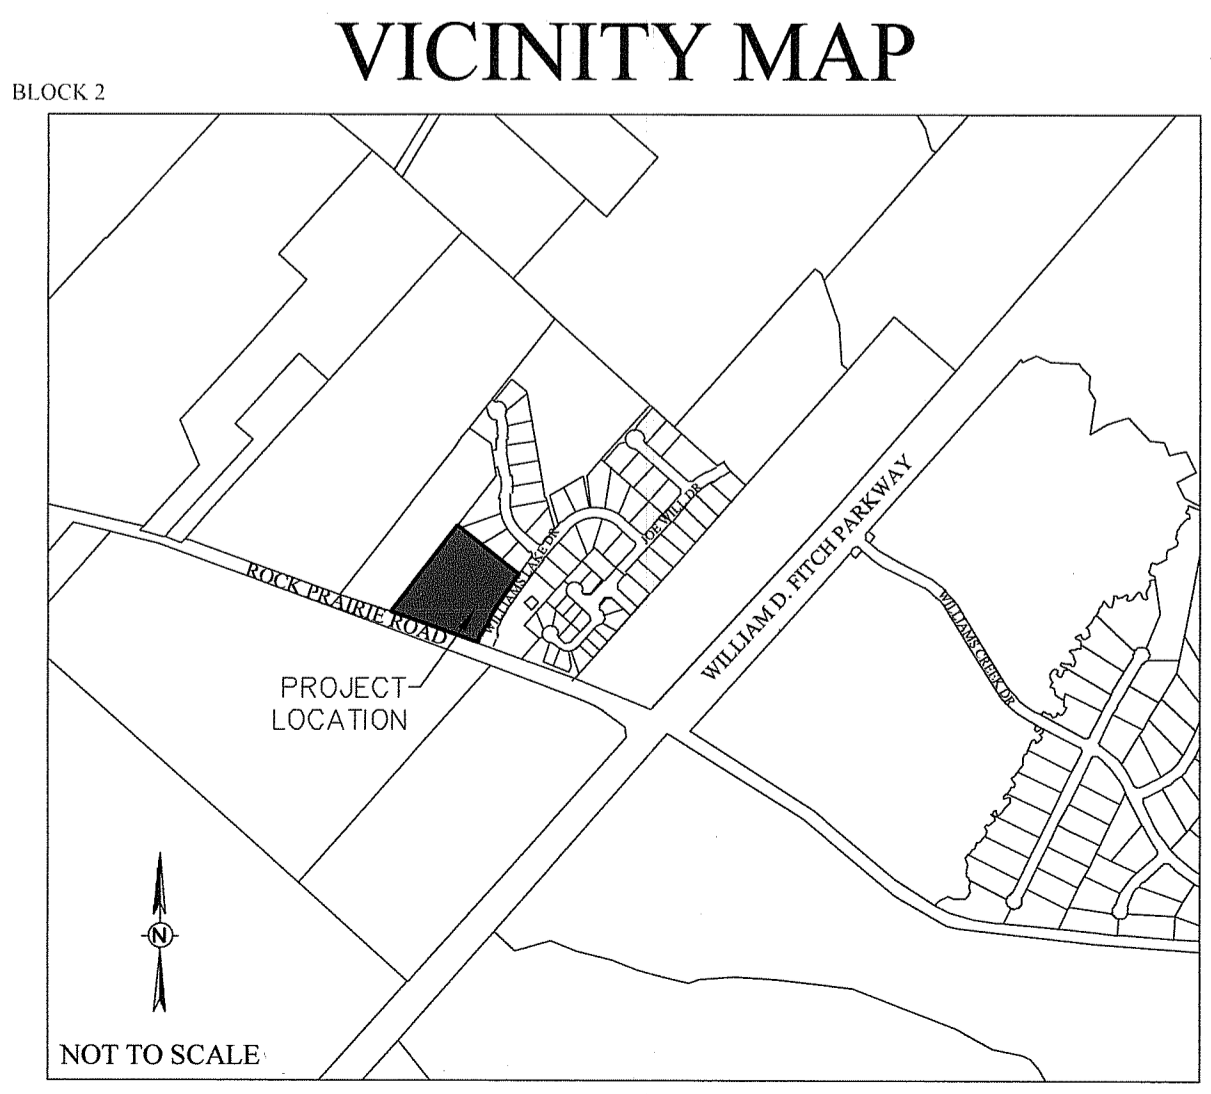 VICINITY MAP
BLOCK 2
WILLIAM D. FITCH PARKWAY
JOE WILL DR
WILLIAMS LAKE DR
ROCK PRAIRIE ROAD
WILLIAMS CREEK DR
PROJECT
LOCATION
N
NOT TO SCALE